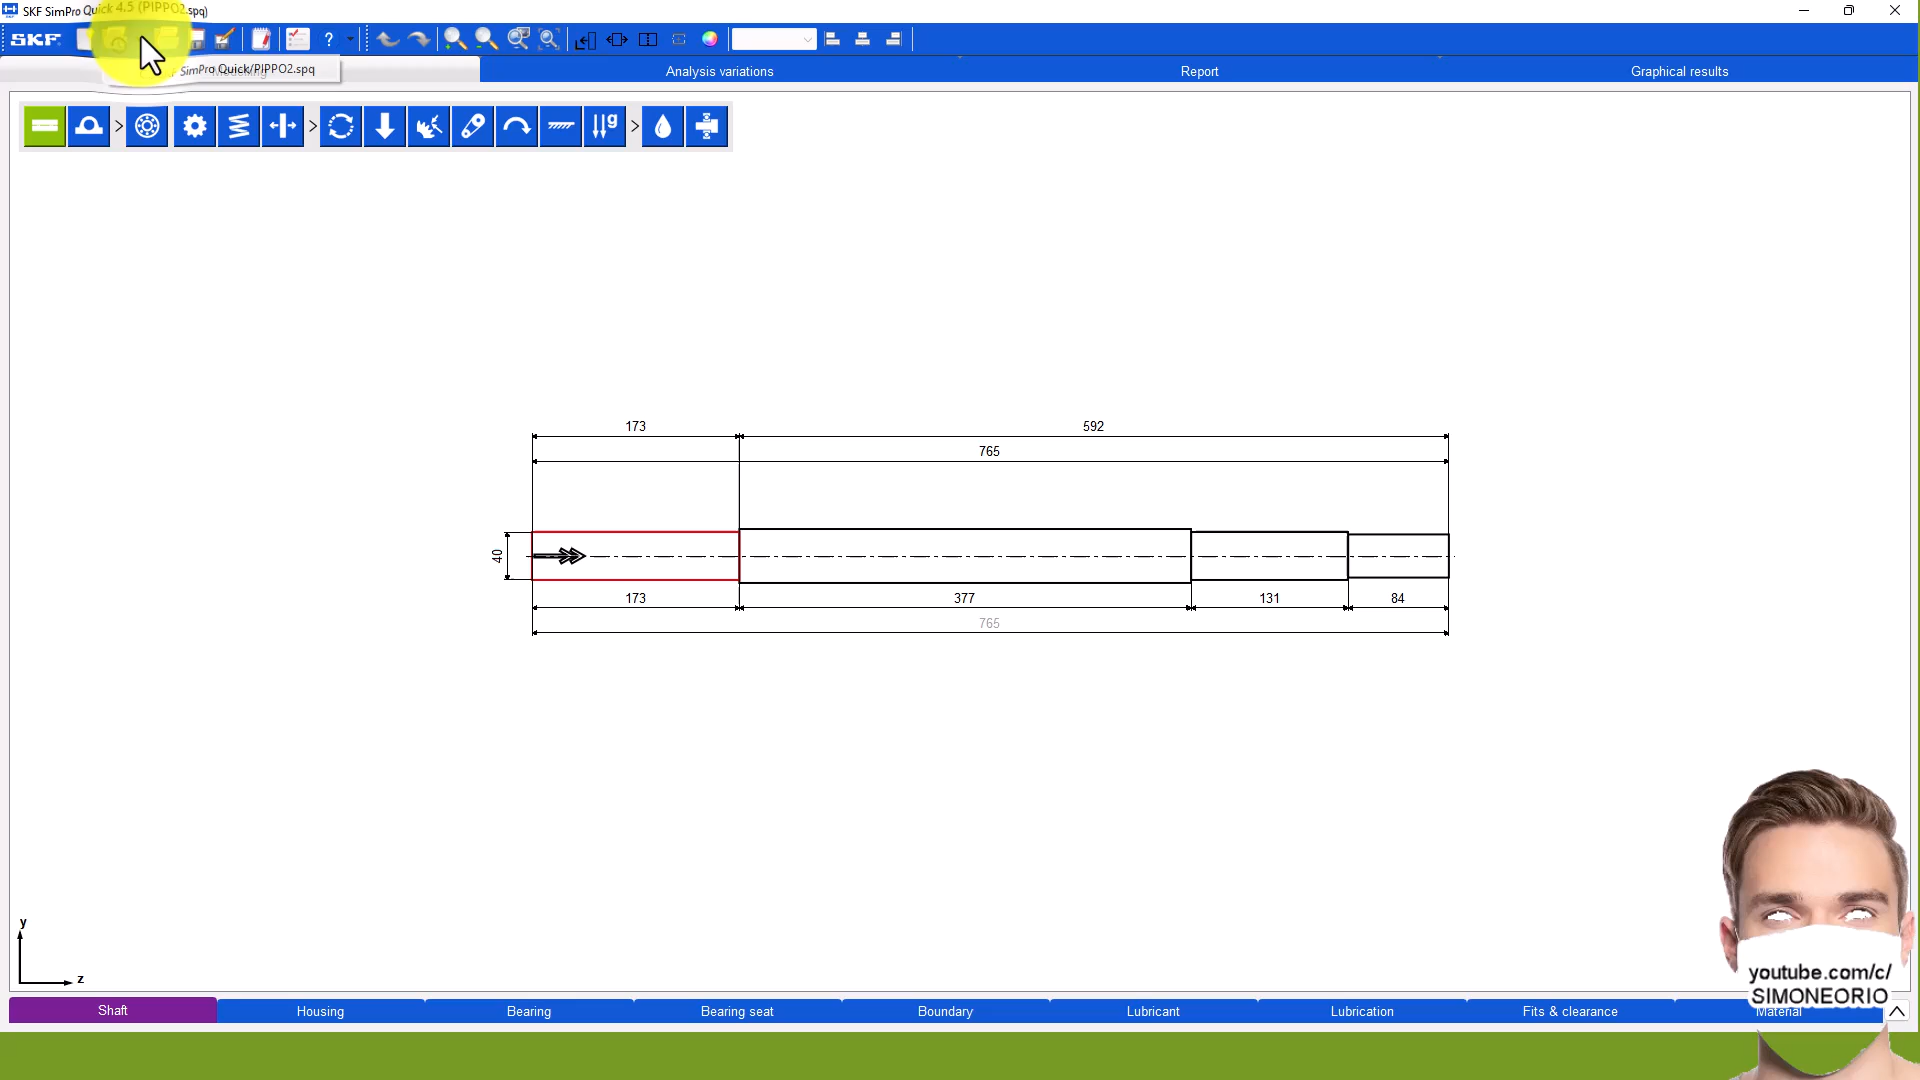 SKF SimPro Quick 4.5 (PIPPO2.spq)
SKF
?
SimPro Quick/PIPPO2.spq
Analysis variations
Report
Graphical results
g
173
592
765
40
173
377
131
84
765
y
z
youtube.com/c/
SIMONEORIO
Shaft
Housing
Bearing
Bearing seat
Boundary
Lubricant
Lubrication
Fits & clearance
Material